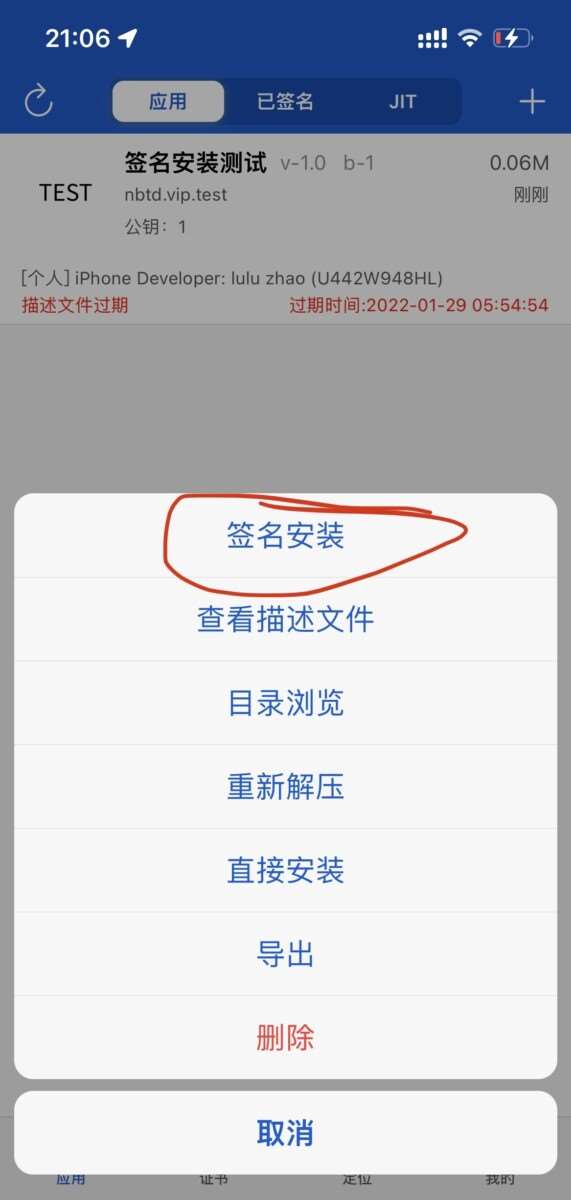 21:06
应用 已签名 JIT
签名安装测试 v-1.0 b-1 0.06M
TEST nbtd.vip.test 刚刚
公钥：1
[个人] iPhone Developer: lulu zhao (U442W948HL)
描述文件过期 过期时间:2022-01-29 05:54:54
签名安装
查看描述文件
目录浏览
重新解压
直接安装
导出
删除
取消
应用 证书 定位 我的